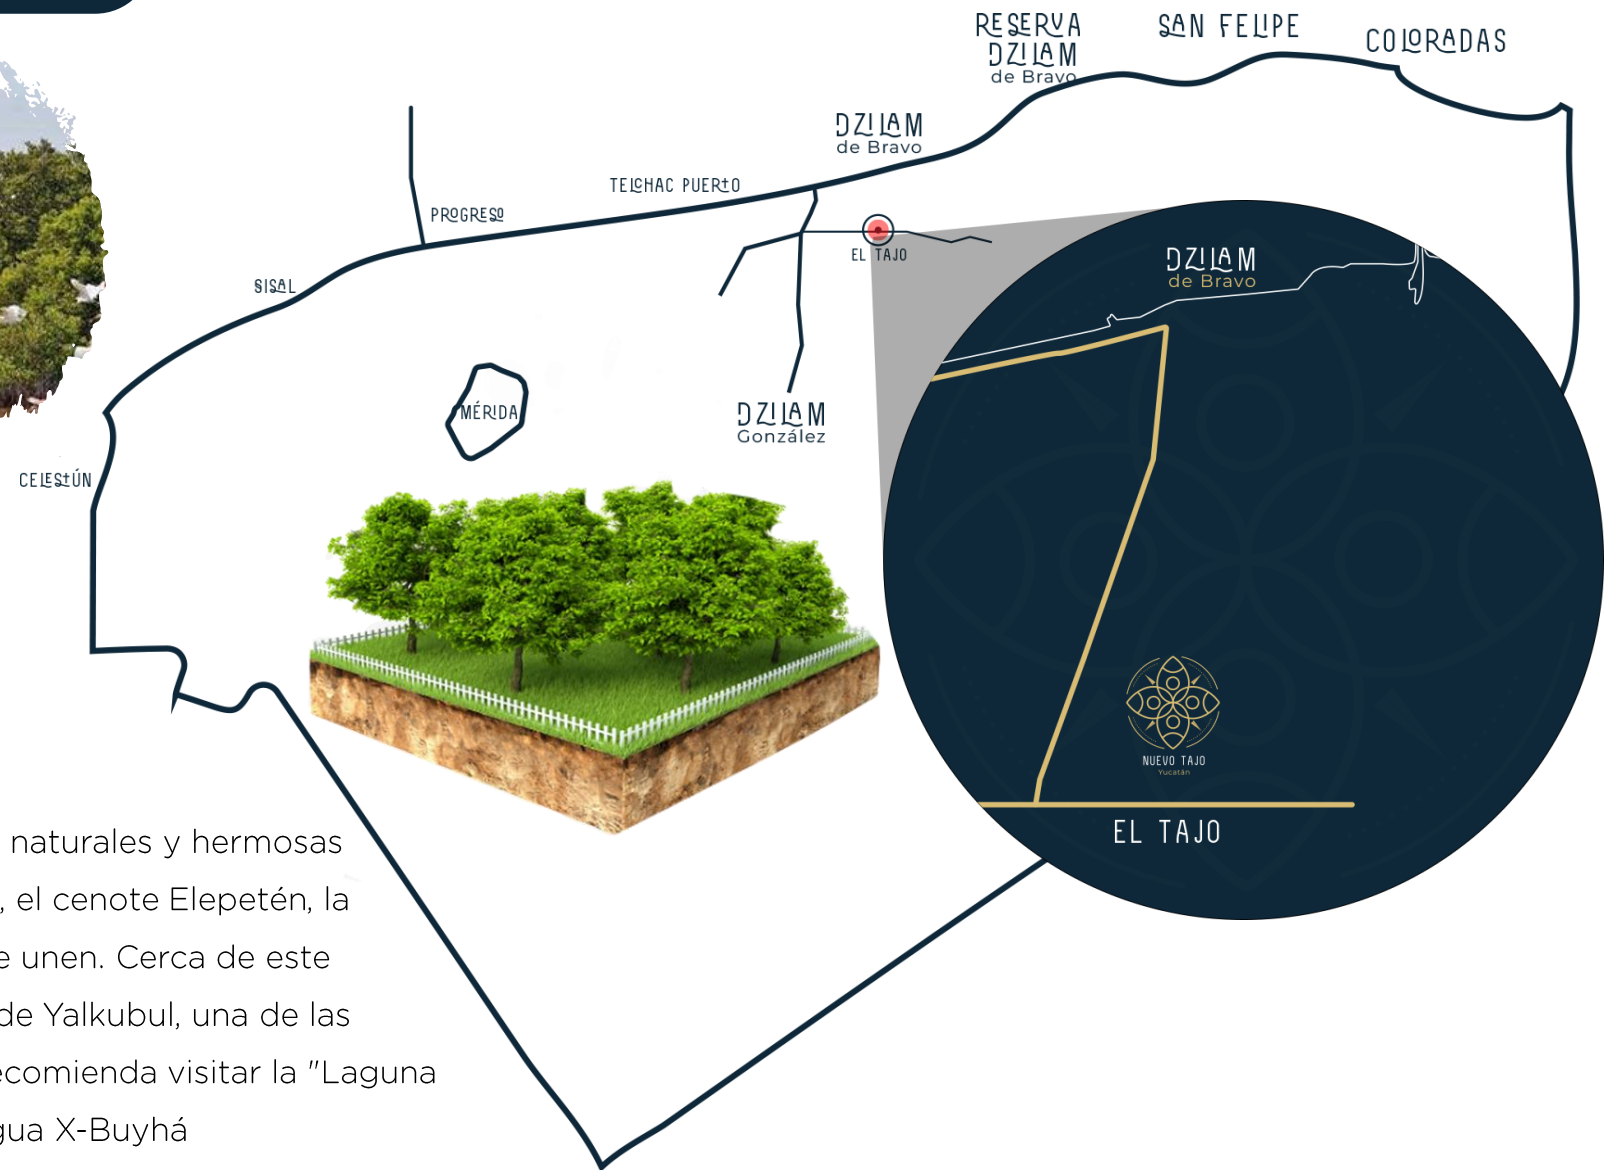 RESERVA
DZILAM
de Bravo
SAN FELIPE
COLORADAS
DZILAM
de Bravo
TELCHAC PUERTO
PROGRESO
EL TAJO
SISAL
DZILAM
de Bravo
MÉRIDA
DZILAM
González
CELESTÚN
NUEVO TAJO
Yucatán
EL TAJO
naturales y hermosas
, el cenote Elepetén, la
e unen. Cerca de este
de Yalkubul, una de las
ecomienda visitar la "Laguna
gua X-Buyhá